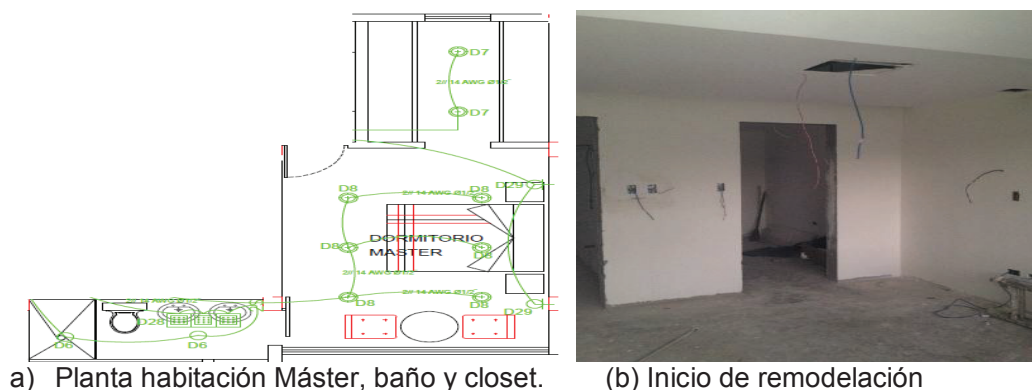 D7
2// 14 AWG Ø1/2"
D7
D29
D8
2// 14 AWG Ø1/2"
D8
D8
DORMITORIO
MASTER
D8
2// 14 AWG Ø1/2"
D8
2// 14 AWG Ø1/2"
D8
D29
D28
D6
D6
a) Planta habitación Máster, baño y closet.
(b) Inicio de remodelación